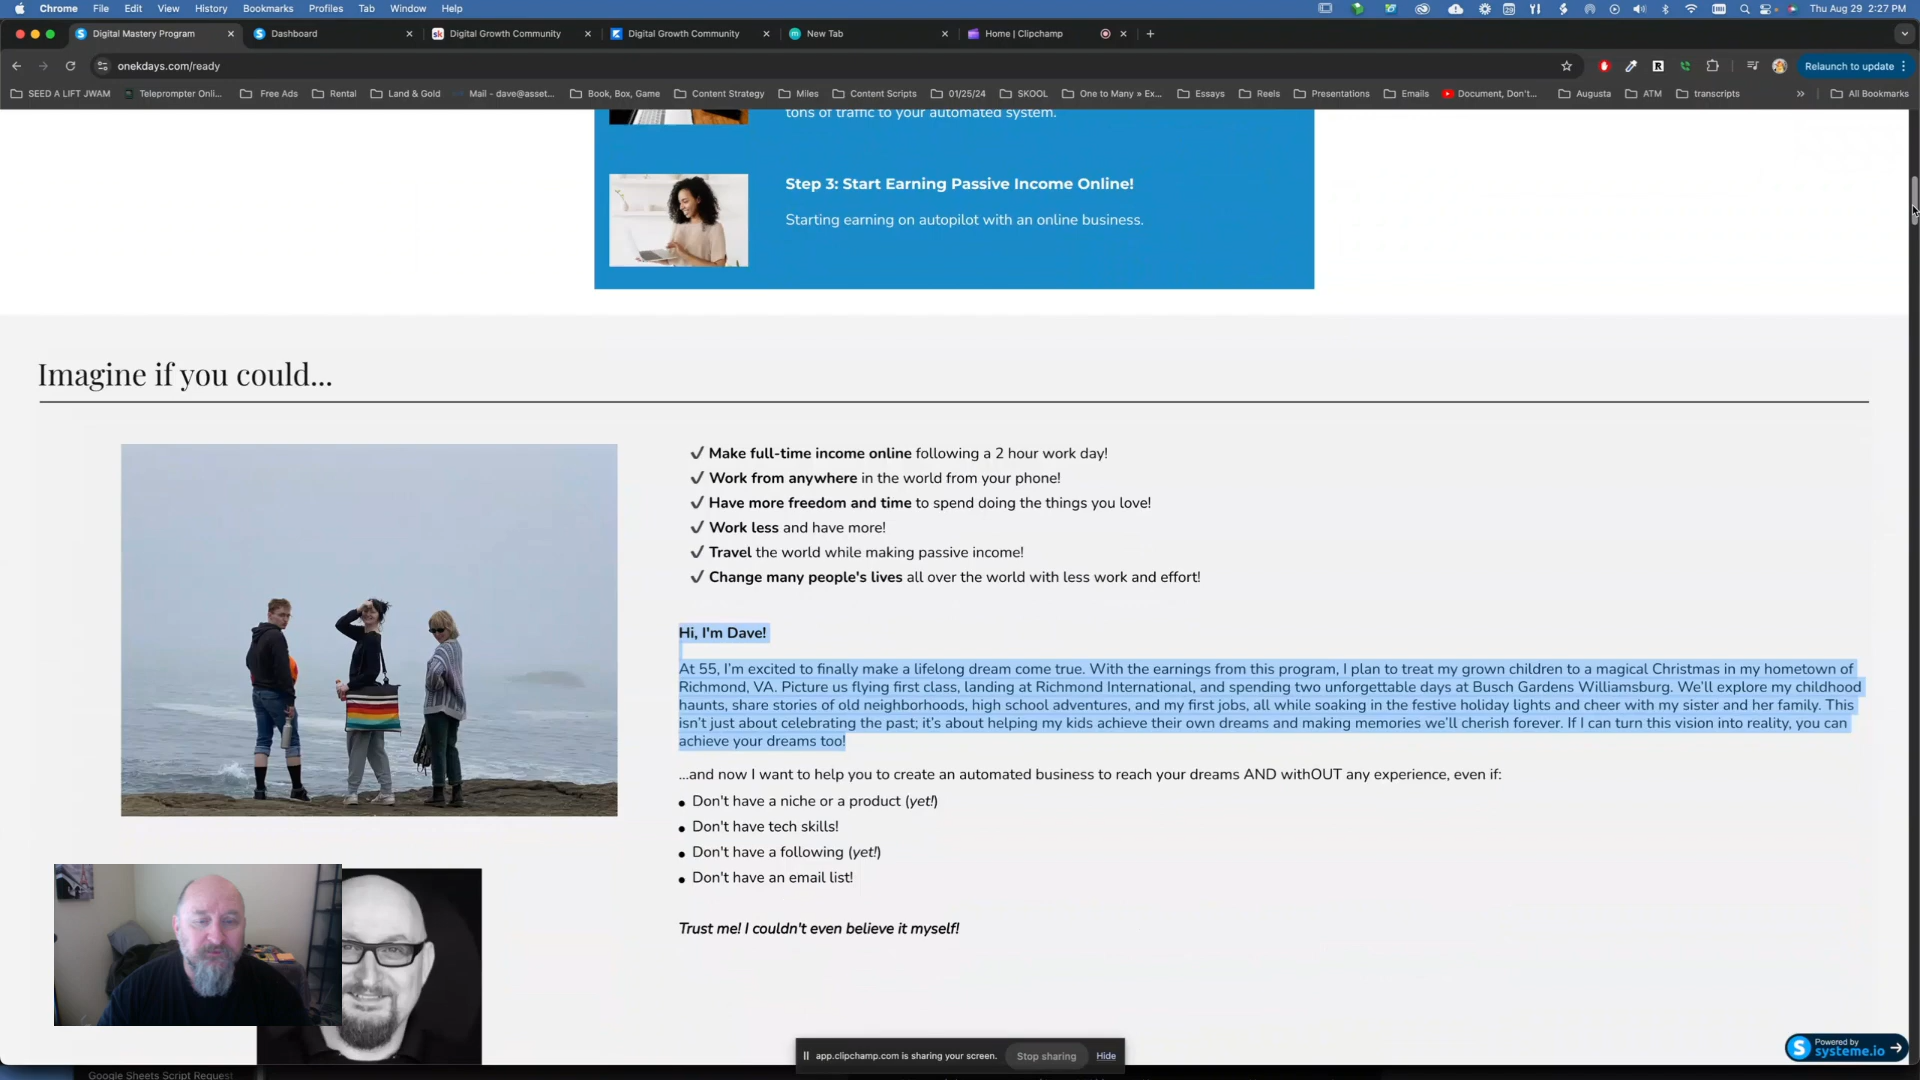 Chrome File Edit View History Bookmarks Profiles Tab Window Help
Thu Aug 29 2:27 PM
Digital Mastery Program
Dashboard
Digital Growth Community
Digital Growth Community
New Tab
Home | Clipchamp
onekdays.com/ready
Relaunch to update
SEED A LIFT JWAM
Teleprompter Onli...
Free Ads
Rental
Land & Gold
Mail - dave@asset...
Book, Box, Game
Content Strategy
Miles
Content Scripts
01/25/24
SKOOL
One to Many » Ex...
Essays
Reels
Presentations
Emails
Document, Don't...
Augusta
ATM
transcripts
All Bookmarks
tons of traffic to your automated system.
Step 3: Start Earning Passive Income Online!
Starting earning on autopilot with an online business.
Imagine if you could...
✔ Make full-time income online following a 2 hour work day!
✔ Work from anywhere in the world from your phone!
✔ Have more freedom and time to spend doing the things you love!
✔ Work less and have more!
✔ Travel the world while making passive income!
✔ Change many people's lives all over the world with less work and effort!
Hi, I'm Dave!
At 55, I'm excited to finally make a lifelong dream come true. With the earnings from this program, I plan to treat my grown children to a magical Christmas in my hometown of
Richmond, VA. Picture us flying first class, landing at Richmond International, and spending two unforgettable days at Busch Gardens Williamsburg. We'll explore my childhood
haunts, share stories of old neighborhoods, high school adventures, and my first jobs, all while soaking in the festive holiday lights and cheer with my sister and her family. This
isn't just about celebrating the past; it's about helping my kids achieve their own dreams and making memories we'll cherish forever. If I can turn this vision into reality, you can
achieve your dreams too!
...and now I want to help you to create an automated business to reach your dreams AND withOUT any experience, even if:
• Don't have a niche or a product (yet!)
• Don't have tech skills!
• Don't have a following (yet!)
• Don't have an email list!
Trust me! I couldn't even believe it myself!
app.clipchamp.com is sharing your screen.
Stop sharing
Hide
Powered by
systeme.io
Google Sheets Script Request